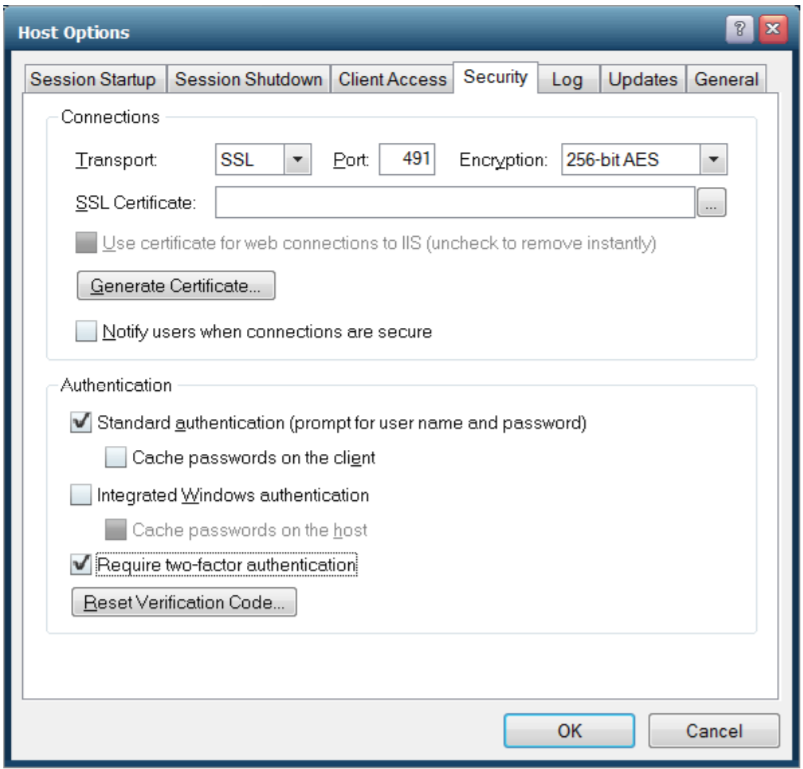 Host Options
?
Session Startup Session Shutdown Client Access Security Log Updates General
Connections
Transport: SSL Port: 491 Encryption: 256-bit AES
SSL Certificate: ...
Use certificate for web connections to IIS (uncheck to remove instantly)
Generate Certificate...
Notify users when connections are secure
Authentication
Standard authentication (prompt for user name and password)
Cache passwords on the client
Integrated Windows authentication
Cache passwords on the host
Require two-factor authentication
Reset Verification Code...
OK Cancel